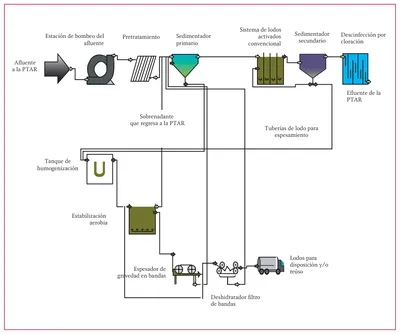 Estación de bombeo del
afluente
Pretratamiento
Sedimentador
primario
Sistema de lodos
activados
convencional
Sedimentador
secundario
Descinfección por
cloración
Afluente
a la PTAR
Efluente de la
PTAR
Sobrenadante
que regresa a la PTAR
Tuberías de lodo para
espesamiento
Tanque de
homogenización
Estabilización
aerobia
Espesador de
gravedad en bandas
Lodos para
disposición y/o
reúso
Deshidratador filtro
de bandas